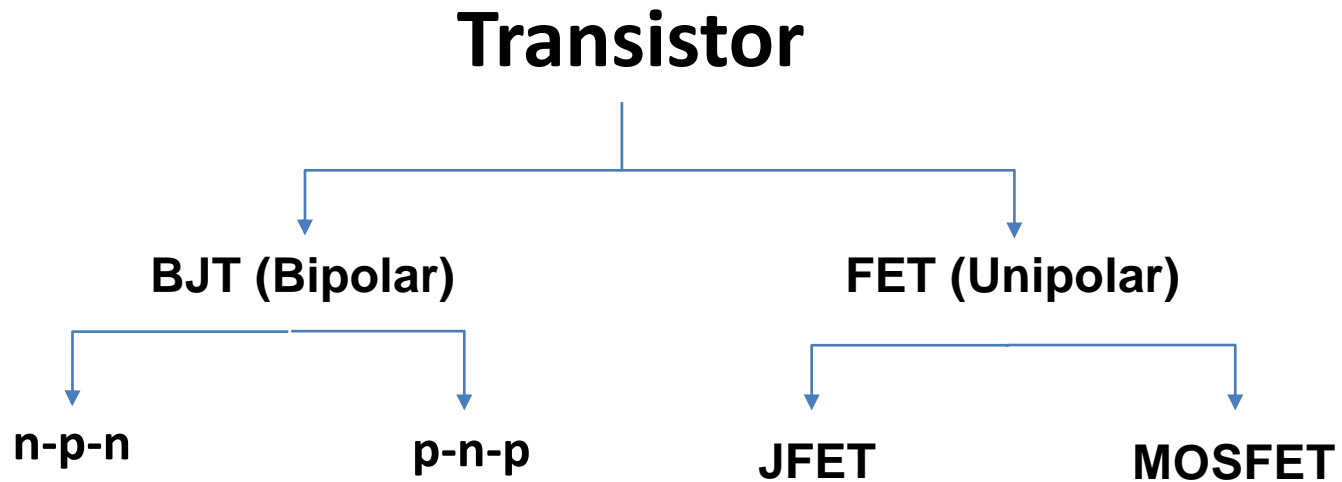 Transistor
BJT (Bipolar)
FET (Unipolar)
n-p-n
p-n-p
JFET
MOSFET